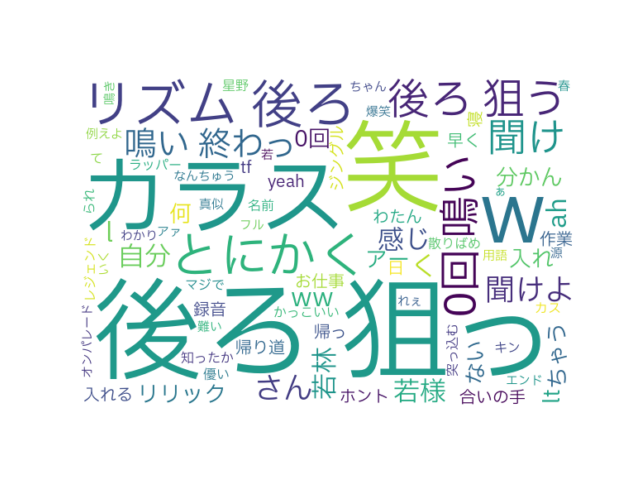 リズム 後ろ 後ろ 狙う
星野 ちゃん 爆笑 春
例えよ 鳴い 終わっ 0回 ジングル 早く 聞け
て ラッパー tf 若
なんちゅう yeah 分かん
カラス 笑 鳴い w ah
られ 真似 名前 わたん あ
l 何 フル 感じ 散りばめ 作業
わかり アァ
自分 とにかく アー く 用語 入れ 源
レジェンド いく 日 0回
マジで お仕事 聞けよ
後ろ 狙っ
録音 ww かっこいい れぇ カス
オンパレード 難い 帰り道 帰っ 突っ込む ない ちゃう
知ったか 優い キン
入れる リリック さん 若林 ホント 若様 合いの手 エンド lt